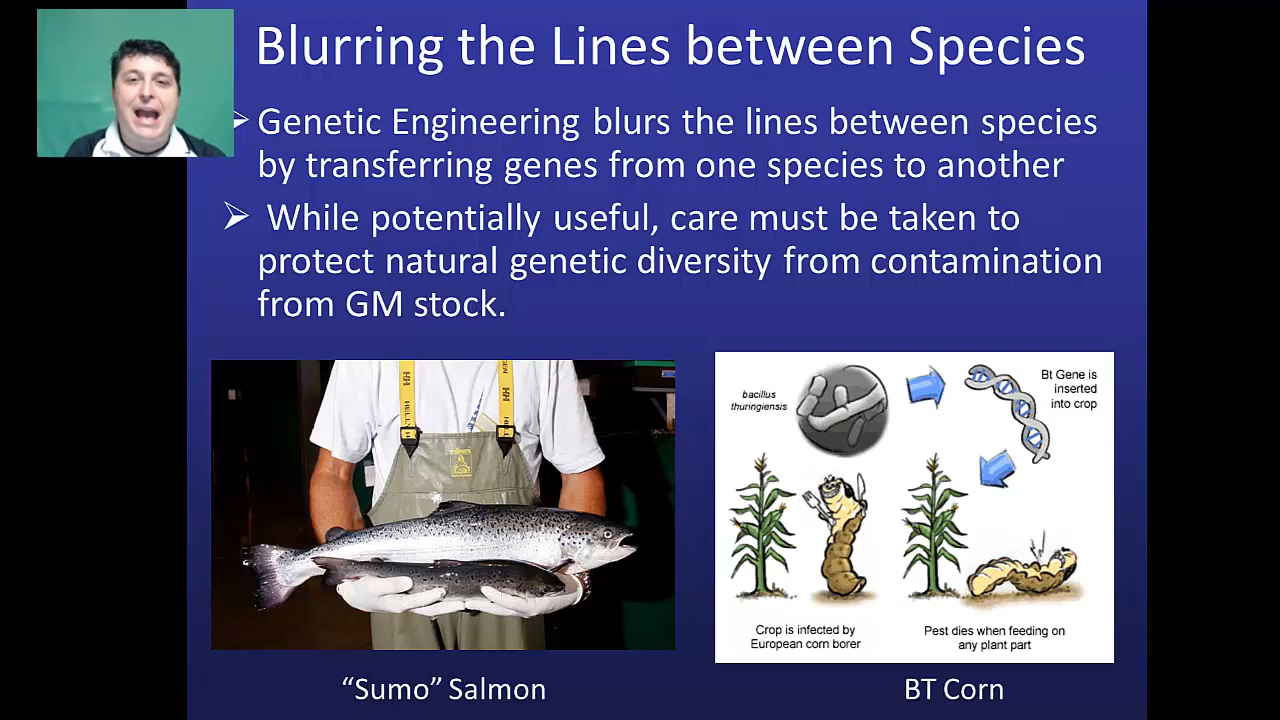 Blurring the Lines between Species
➢ Genetic Engineering blurs the lines between species
by transferring genes from one species to another
➢ While potentially useful, care must be taken to
protect natural genetic diversity from contamination
from GM stock.
bacillus
thuringiensis
Bt Gene is
inserted
into crop
Crop is infected by
European corn borer
Pest dies when feeding on
any plant part
"Sumo" Salmon
BT Corn